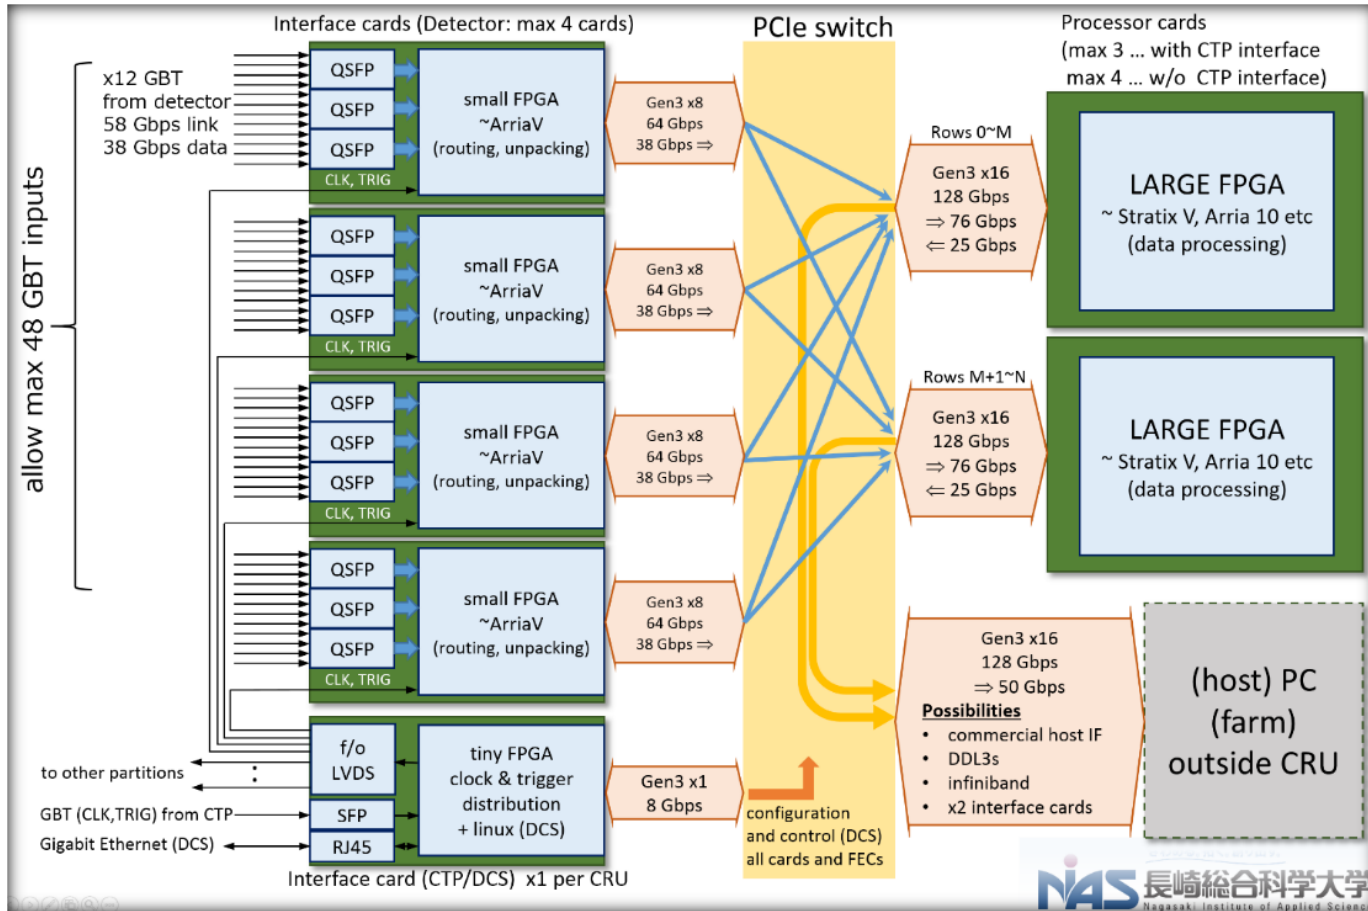 Interface cards (Detector: max 4 cards)
PCIe switch
Processor cards
(max 3 ... with CTP interface
max 4 ... w/o CTP interface)
allow max 48 GBT inputs
x12 GBT
from detector
58 Gbps link
38 Gbps data
QSFP
QSFP
QSFP
CLK, TRIG
small FPGA
~ArriaV
(routing, unpacking)
Gen3 x8
64 Gbps
38 Gbps ⇒
QSFP
QSFP
QSFP
CLK, TRIG
small FPGA
~ArriaV
(routing, unpacking)
Gen3 x8
64 Gbps
38 Gbps ⇒
QSFP
QSFP
QSFP
CLK, TRIG
small FPGA
~ArriaV
(routing, unpacking)
Gen3 x8
64 Gbps
38 Gbps ⇒
QSFP
QSFP
QSFP
CLK, TRIG
small FPGA
~ArriaV
(routing, unpacking)
Gen3 x8
64 Gbps
38 Gbps ⇒
Rows 0~M
Gen3 x16
128 Gbps
⇒ 76 Gbps
⇐ 25 Gbps
LARGE FPGA
~ Stratix V, Arria 10 etc
(data processing)
Rows M+1~N
Gen3 x16
128 Gbps
⇒ 76 Gbps
⇐ 25 Gbps
LARGE FPGA
~ Stratix V, Arria 10 etc
(data processing)
Gen3 x16
128 Gbps
⇒ 50 Gbps
Possibilities
• commercial host IF
• DDL3s
• infiniband
• x2 interface cards
(host) PC
(farm)
outside CRU
to other partitions
GBT (CLK,TRIG) from CTP
Gigabit Ethernet (DCS)
f/o
LVDS
SFP
RJ45
tiny FPGA
clock & trigger
distribution
+ linux (DCS)
Gen3 x1
8 Gbps
configuration
and control (DCS)
all cards and FECs
Interface card (CTP/DCS) x1 per CRU
NAS 長崎総合科学大学
Nagasaki Institute of Applied Science